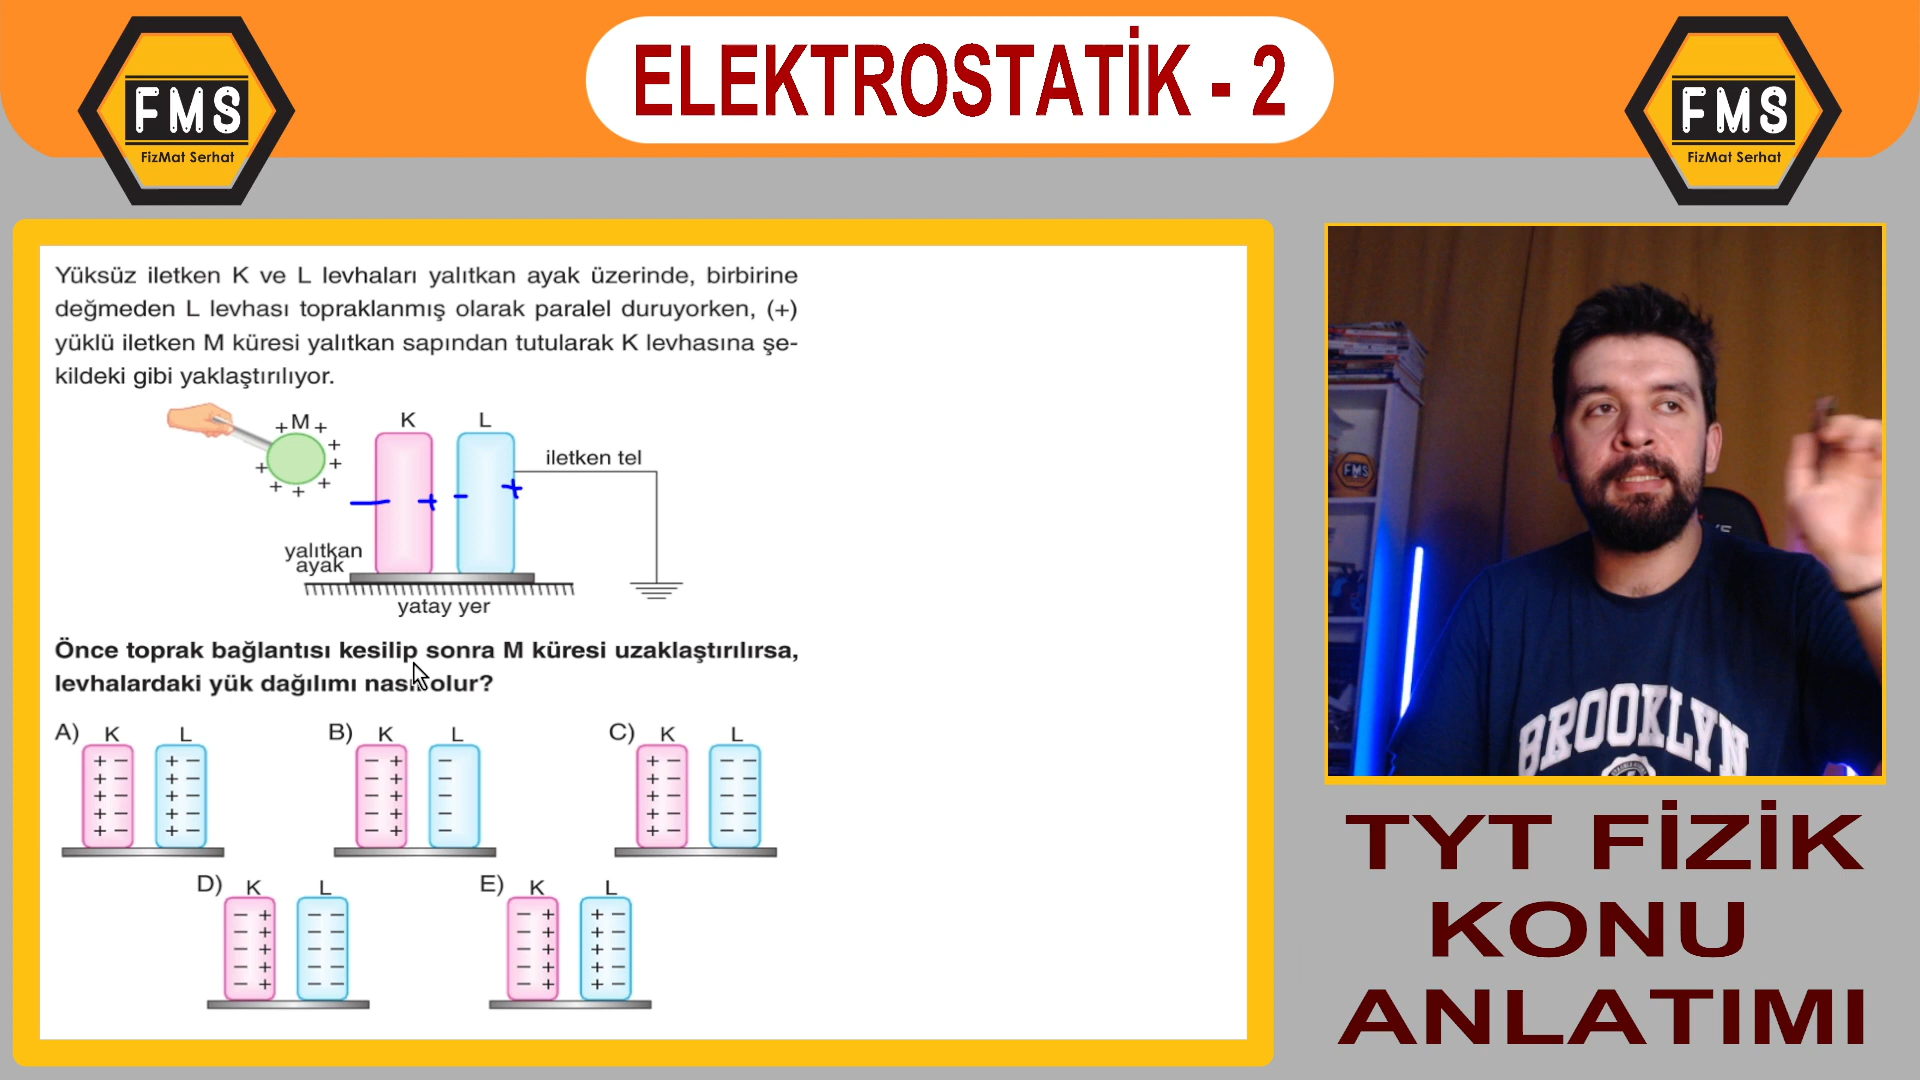 ELEKTROSTATİK - 2
FMS
FizMat Serhat
FMS
FizMat Serhat
Yüksüz iletken K ve L levhaları yalıtkan ayak üzerinde, birbirine
değmeden L levhası topraklanmış olarak paralel duruyorken, (+)
yüklü iletken M küresi yalıtkan sapından tutularak K levhasına şe-
kildeki gibi yaklaştırılıyor.
+M+
K
L
iletken tel
yalıtkan
ayak
yatay yer
Önce toprak bağlantısı kesilip sonra M küresi uzaklaştırılırsa,
levhalardaki yük dağılımı nasıl olur?
A) K L
+ − + −
+ − + −
+ − + −
+ − + −
+ − + −
B) K L
− + −
− + −
− + −
− + −
− + −
C) K L
+ − − −
+ − − −
+ − − −
+ − − −
+ − − −
D) K L
− + − −
− + − −
− + − −
− + − −
− + − −
E) K L
− + + −
− + + −
− + + −
− + + −
− + + −
FMS
BROOKLYN
TYT FİZİK
KONU
ANLATIMI